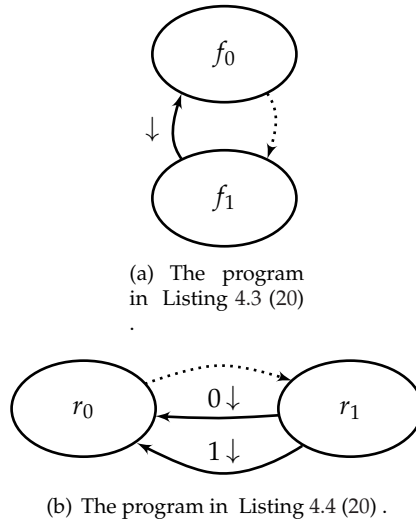 f₀
↓
f₁
(a) The program
in Listing 4.3 (20)
.
r₀
0 ↓
r₁
1 ↓
(b) The program in Listing 4.4 (20) .